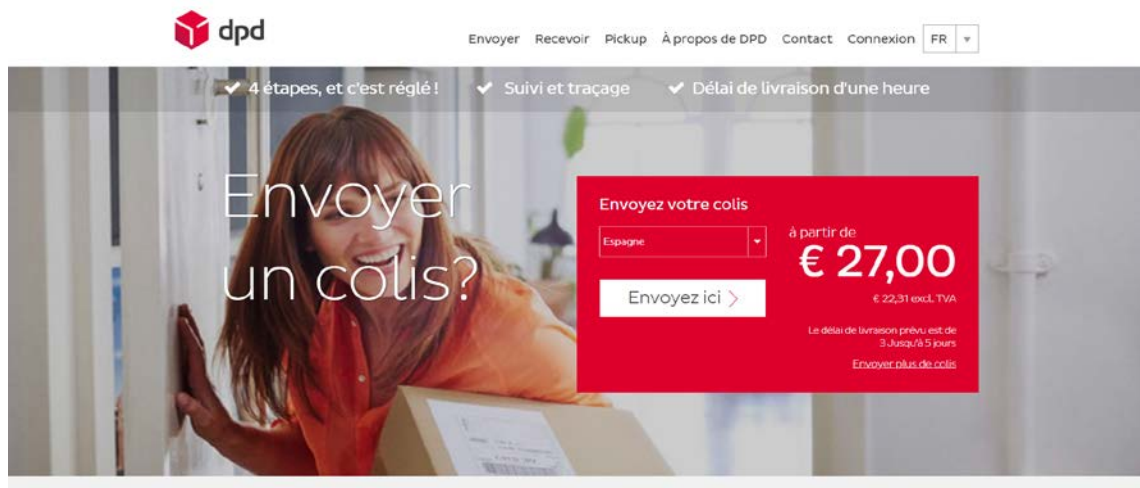 dpd
Envoyer Recevoir Pickup À propos de DPD Contact Connexion FR
4 étapes, et c'est réglé ! Suivi et traçage Délai de livraison d'une heure
Envoyer
un colis?
Envoyez votre colis
Espagne
Envoyez ici
à partir de
€ 27,00
€ 22,31 excl. TVA
Le délai de livraison prévu est de
3 Jusqu'à 5 jours
Envoyer plus de colis